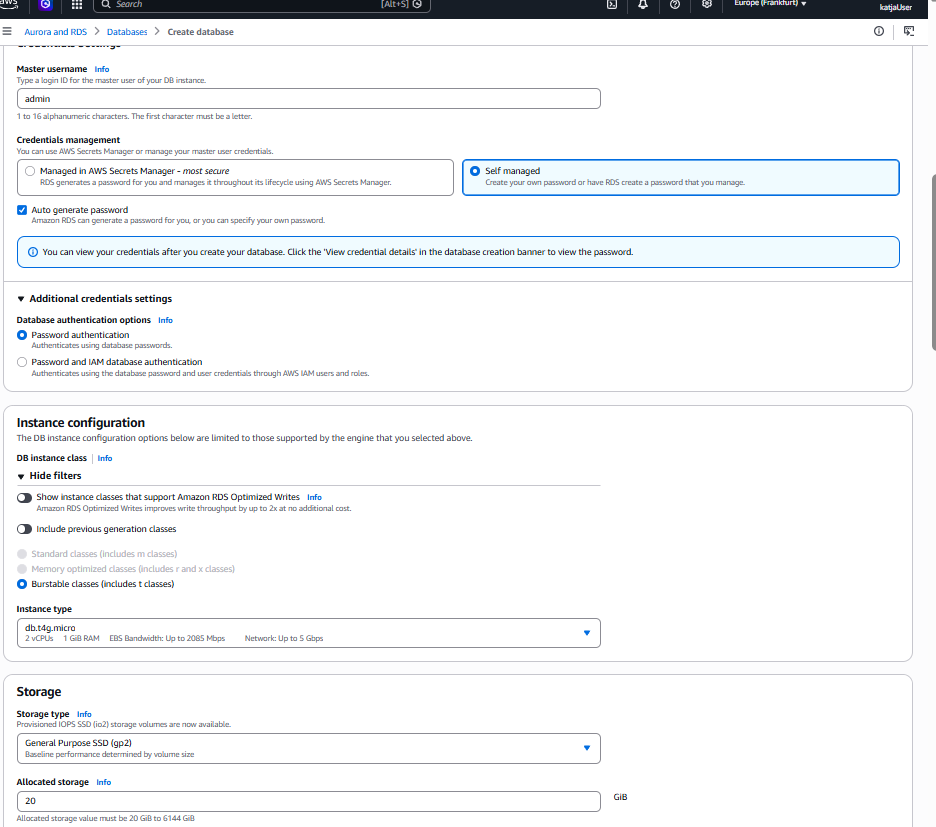 aws
Search
[Alt+S]
Europe (Frankfurt)
katjaUser
Aurora and RDS
Databases
Create database
Credentials Settings
Master username Info
Type a login ID for the master user of your DB instance.
admin
1 to 16 alphanumeric characters. The first character must be a letter.
Credentials management
You can use AWS Secrets Manager or manage your master user credentials.
Managed in AWS Secrets Manager - most secure
RDS generates a password for you and manages it throughout its lifecycle using AWS Secrets Manager.
Self managed
Create your own password or have RDS create a password that you manage.
Auto generate password
Amazon RDS can generate a password for you, or you can specify your own password.
You can view your credentials after you create your database. Click the 'View credential details' in the database creation banner to view the password.
Additional credentials settings
Database authentication options Info
Password authentication
Authenticates using database passwords.
Password and IAM database authentication
Authenticates using the database password and user credentials through AWS IAM users and roles.
Instance configuration
The DB instance configuration options below are limited to those supported by the engine that you selected above.
DB instance class Info
Hide filters
Show instance classes that support Amazon RDS Optimized Writes Info
Amazon RDS Optimized Writes improves write throughput by up to 2x at no additional cost.
Include previous generation classes
Standard classes (includes m classes)
Memory optimized classes (includes r and x classes)
Burstable classes (includes t classes)
Instance type
db.t4g.micro
2 vCPUs 1 GiB RAM EBS Bandwidth: Up to 2085 Mbps Network: Up to 5 Gbps
Storage
Storage type Info
Provisioned IOPS SSD (io2) storage volumes are now available.
General Purpose SSD (gp2)
Baseline performance determined by volume size
Allocated storage Info
20
GiB
Allocated storage value must be 20 GiB to 6144 GiB